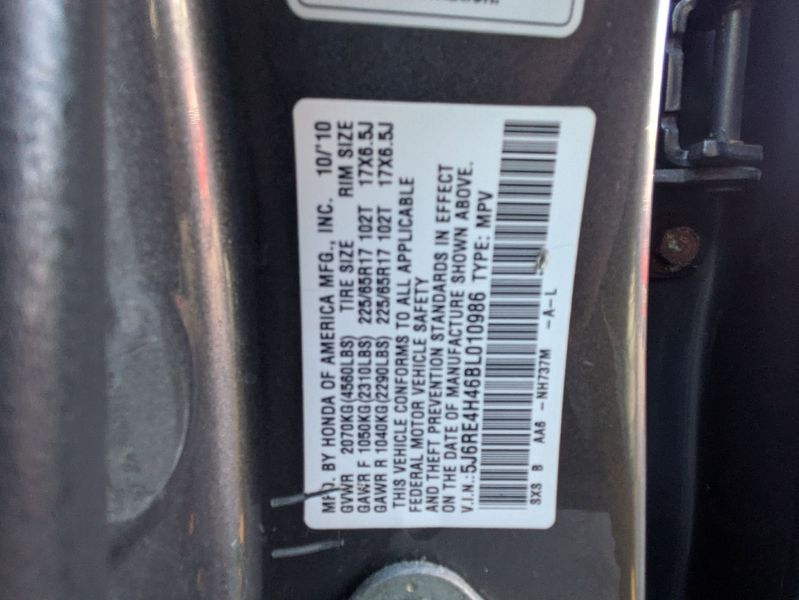 MFD. BY HONDA OF AMERICA MFG., INC. 10/'10
GVWR 2070KG(4560LBS) TIRE SIZE RIM SIZE
GAWR F 1050KG(2310LBS) 225/65R17 102T 17X6.5J
GAWR R 1040KG(2290LBS) 225/65R17 102T 17X6.5J
THIS VEHICLE CONFORMS TO ALL APPLICABLE
FEDERAL MOTOR VEHICLE SAFETY
AND THEFT PREVENTION STANDARDS IN EFFECT
ON THE DATE OF MANUFACTURE SHOWN ABOVE.
V.I.N.:5J6RE4H46BL010986 TYPE: MPV
SXS B AA6 -NH737M -A-L